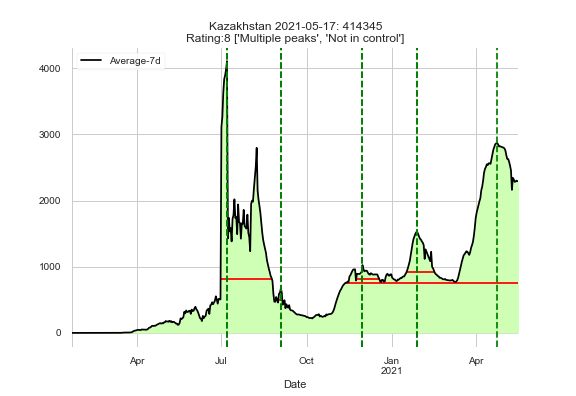 Kazakhstan 2021-05-17: 414345
Rating:8 ['Multiple peaks', 'Not in control']
Average-7d
4000
3000
2000
1000
0
Apr
Jul
Oct
Jan
2021
Apr
Date